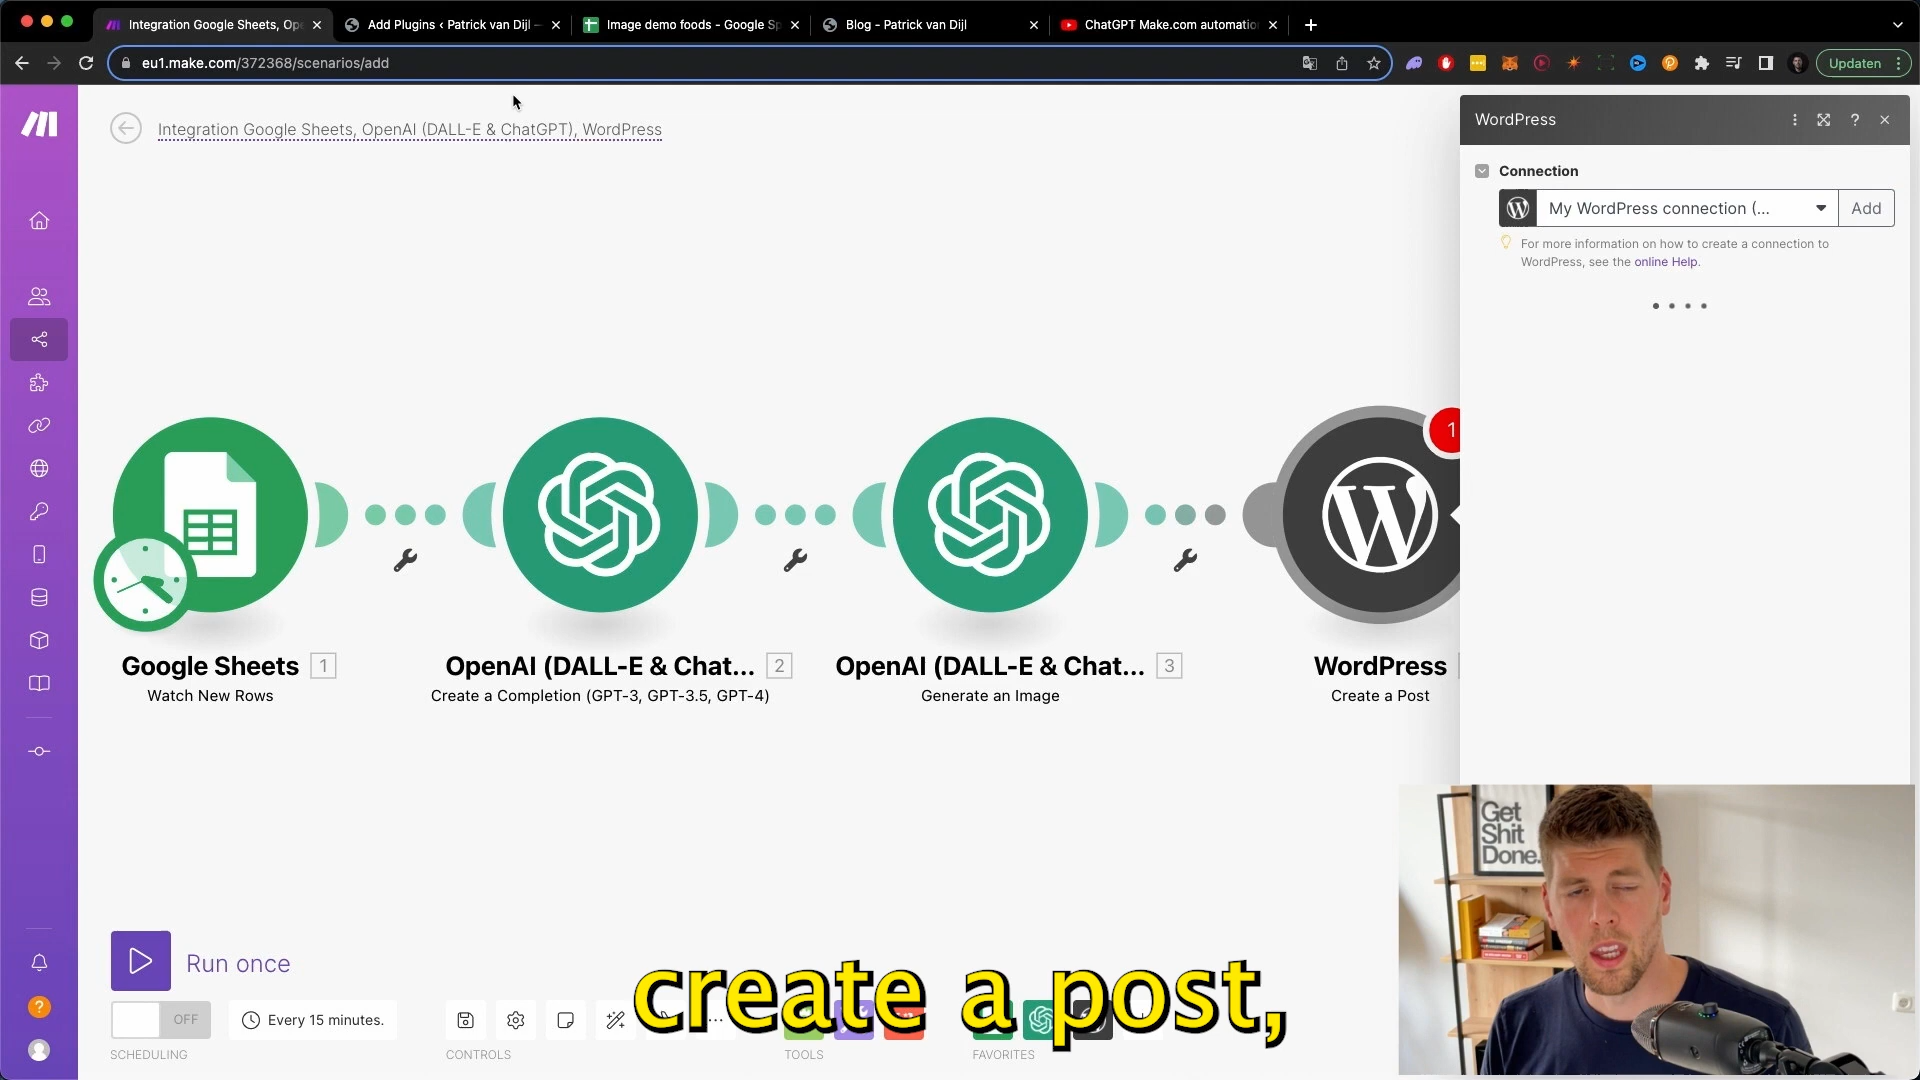 Integration Google Sheets, Ope
Add Plugins ‹ Patrick van Dijl —
Image demo foods - Google Sp
Blog - Patrick van Dijl
ChatGPT Make.com automatio
eu1.make.com/372368/scenarios/add
Updaten
Integration Google Sheets, OpenAI (DALL-E & ChatGPT), WordPress
WordPress
Connection
My WordPress connection (...
Add
For more information on how to create a connection to
WordPress, see the online Help.
1
Google Sheets 1
Watch New Rows
OpenAI (DALL-E & Chat... 2
Create a Completion (GPT-3, GPT-3.5, GPT-4)
OpenAI (DALL-E & Chat... 3
Generate an Image
WordPress
Create a Post
Get
Shit
Done.
Run once
create a post,
OFF
Every 15 minutes.
SCHEDULING
CONTROLS
TOOLS
FAVORITES